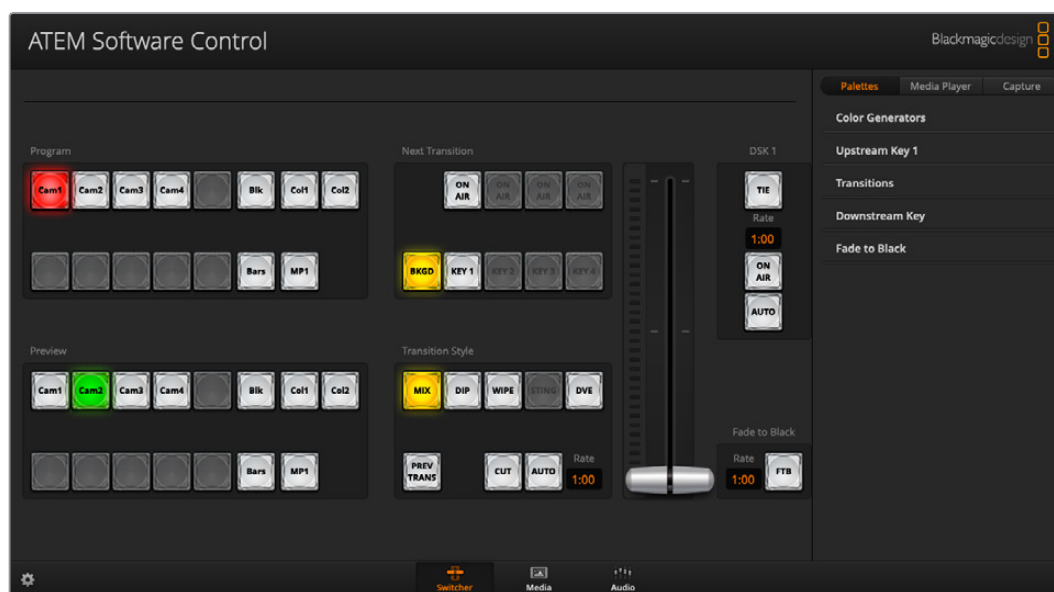 ATEM Software Control
Blackmagicdesign
Palettes Media Player Capture
Color Generators
Upstream Key 1
Transitions
Downstream Key
Fade to Black
Program
Cam1 Cam2 Cam3 Cam4 Blk Col1 Col2
Bars MP1
Next Transition
ON AIR ON AIR ON AIR ON AIR
BKGD KEY 1 KEY 2 KEY 3 KEY 4
DSK 1
TIE
Rate
1:00
ON AIR
AUTO
Preview
Cam1 Cam2 Cam3 Cam4 Blk Col1 Col2
Bars MP1
Transition Style
MIX DIP WIPE STING DVE
PREV TRANS CUT AUTO
Rate
1:00
Fade to Black
Rate
1:00
FTB
Switcher Media Audio